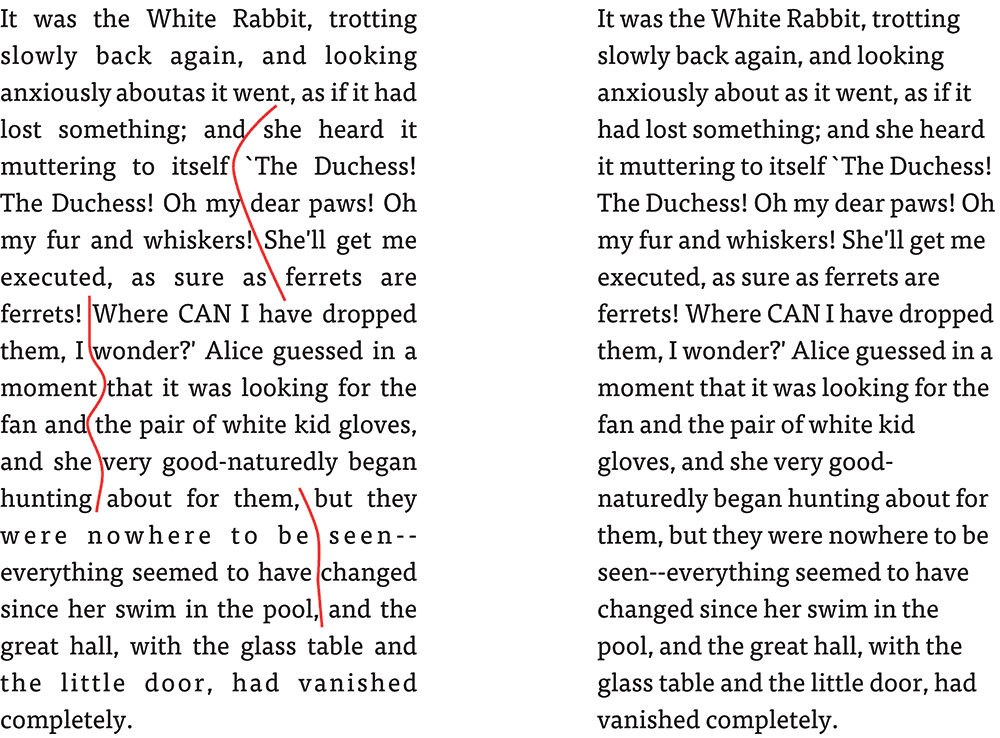 It was the White Rabbit, trotting
slowly back again, and looking
anxiously aboutas it went, as if it had
lost something; and she heard it
muttering to itself `The Duchess!
The Duchess! Oh my dear paws! Oh
my fur and whiskers! She'll get me
executed, as sure as ferrets are
ferrets! Where CAN I have dropped
them, I wonder?' Alice guessed in a
moment that it was looking for the
fan and the pair of white kid gloves,
and she very good-naturedly began
hunting about for them, but they
were nowhere to be seen--
everything seemed to have changed
since her swim in the pool, and the
great hall, with the glass table and
the little door, had vanished
completely.
It was the White Rabbit, trotting
slowly back again, and looking
anxiously about as it went, as if it
had lost something; and she heard
it muttering to itself `The Duchess!
The Duchess! Oh my dear paws! Oh
my fur and whiskers! She'll get me
executed, as sure as ferrets are
ferrets! Where CAN I have dropped
them, I wonder?' Alice guessed in a
moment that it was looking for the
fan and the pair of white kid
gloves, and she very good-
naturedly began hunting about for
them, but they were nowhere to be
seen--everything seemed to have
changed since her swim in the
pool, and the great hall, with the
glass table and the little door, had
vanished completely.